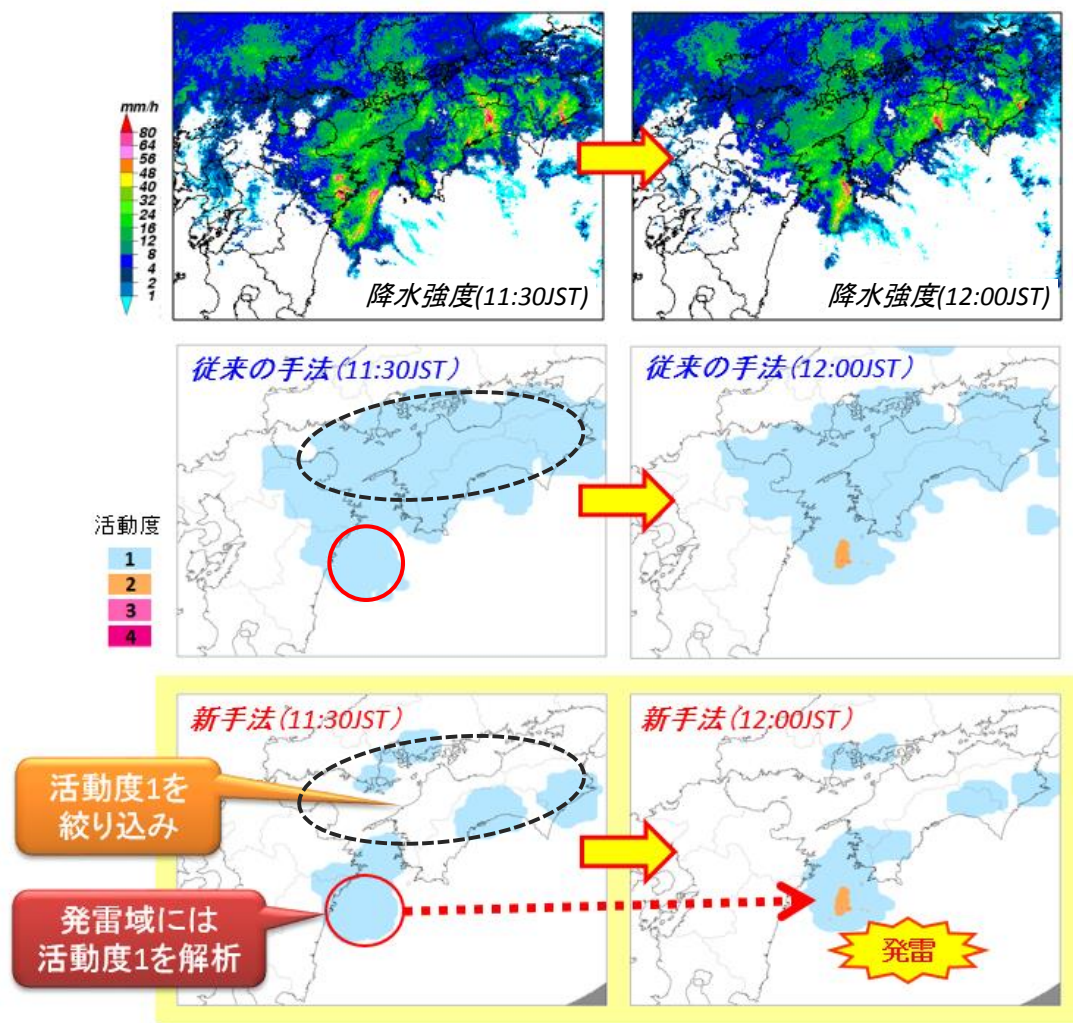 mm/h
80
64
56
48
40
32
24
16
12
8
4
2
1
降水強度(11:30JST)
降水強度(12:00JST)
従来の手法(11:30JST)
従来の手法(12:00JST)
活動度
1
2
3
4
新手法(11:30JST)
新手法(12:00JST)
活動度1を
絞り込み
発雷域には
活動度1を解析
発雷